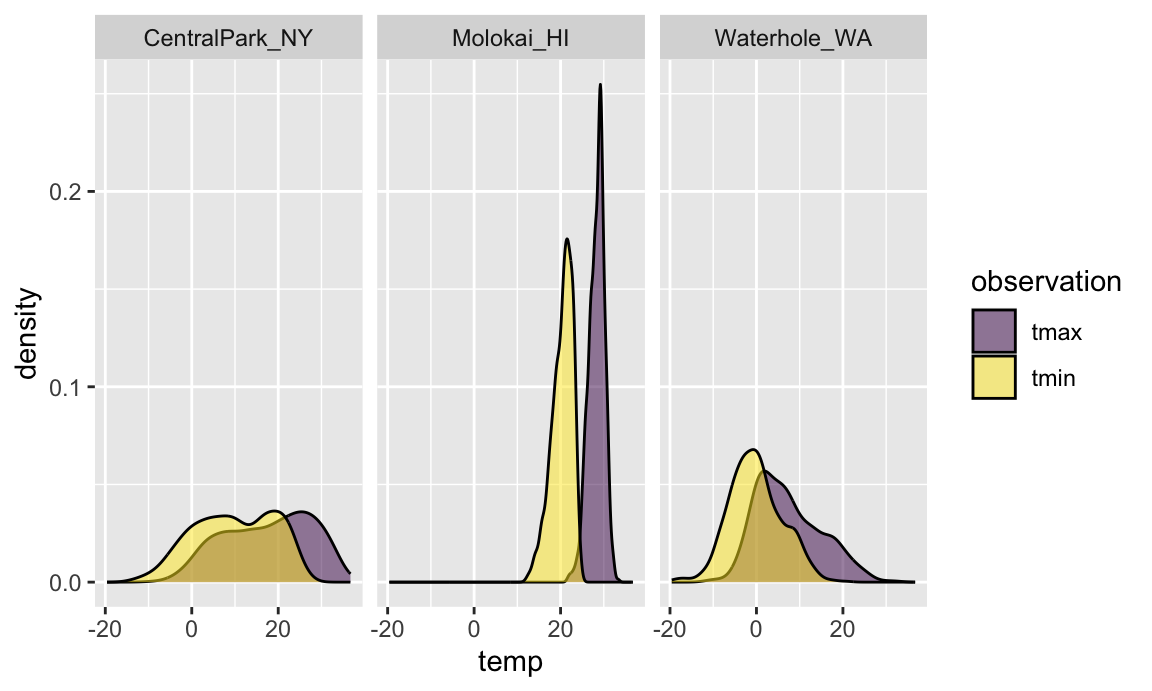 CentralPark_NY Molokai_HI Waterhole_WA
density
0.2
0.1
0.0
-20 0 20 -20 0 20 -20 0 20
temp
observation
tmax
tmin